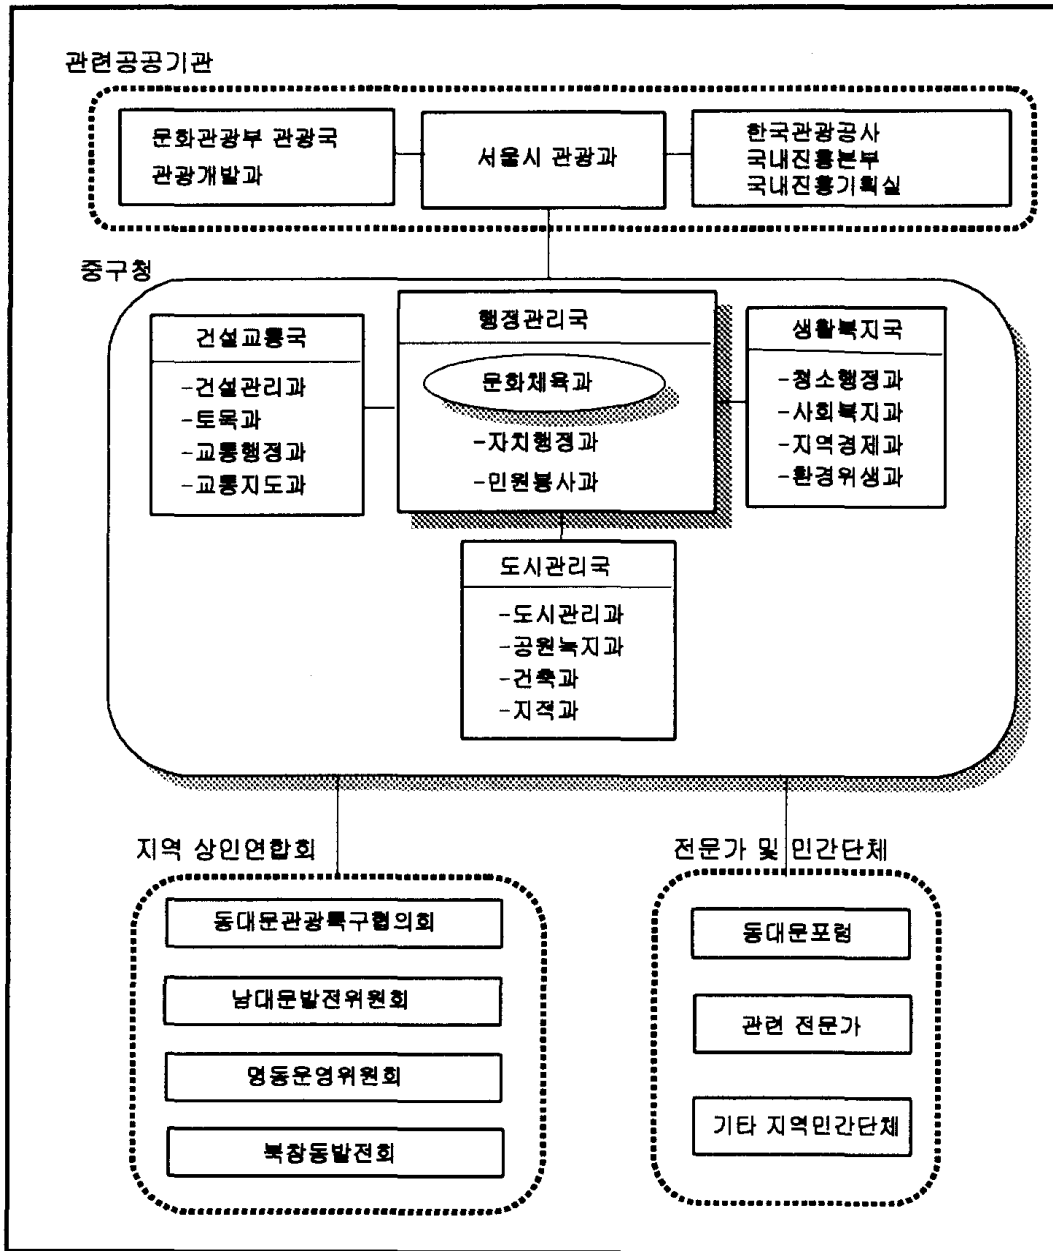 관련공공기관
문화관광부 관광국
관광개발과
서울시 관광과
한국관광공사
국내진흥본부
국내진흥기획실
중구청
건설교통국
-건설관리과
-토목과
-교통행정과
-교통지도과
행정관리국
문화체육과
-자치행정과
-민원봉사과
생활복지국
-청소행정과
-사회복지과
-지역경제과
-환경위생과
도시관리국
-도시관리과
-공원녹지과
-건축과
-지적과
지역 상인연합회
동대문관광특구협의회
남대문발전위원회
명동운영위원회
북창동발전회
전문가 및 민간단체
동대문포럼
관련 전문가
기타 지역민간단체